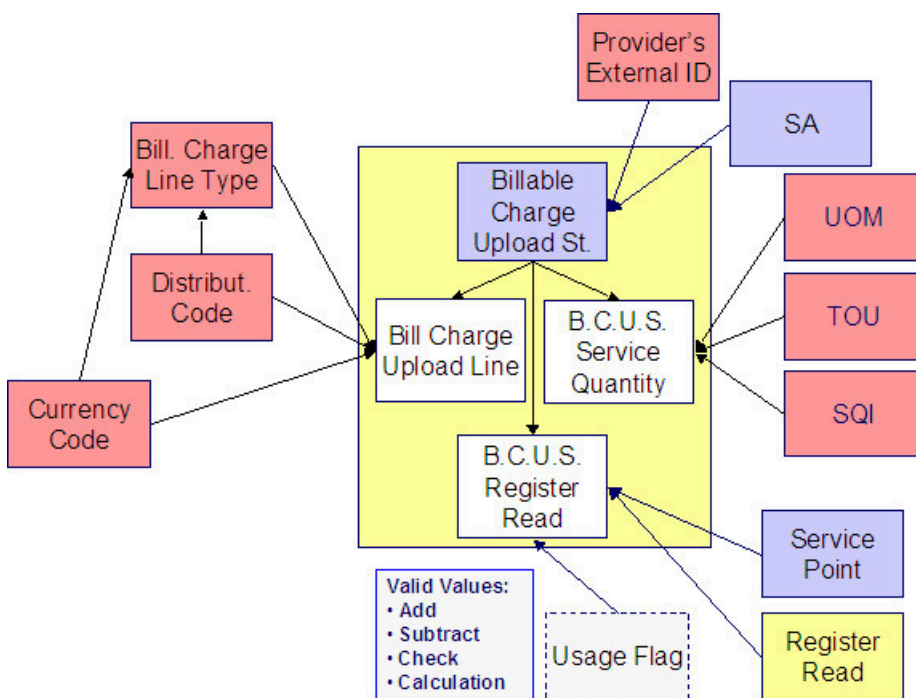 Provider's
External ID
SA
Bill. Charge
Line Type
Billable
Charge
Upload St.
UOM
Distribut.
Code
Bill Charge
Upload Line
B.C.U.S.
Service
Quantity
TOU
Currency
Code
SQI
B.C.U.S.
Register
Read
Service
Point
Valid Values:
• Add
• Subtract
• Check
• Calculation
Usage Flag
Register
Read